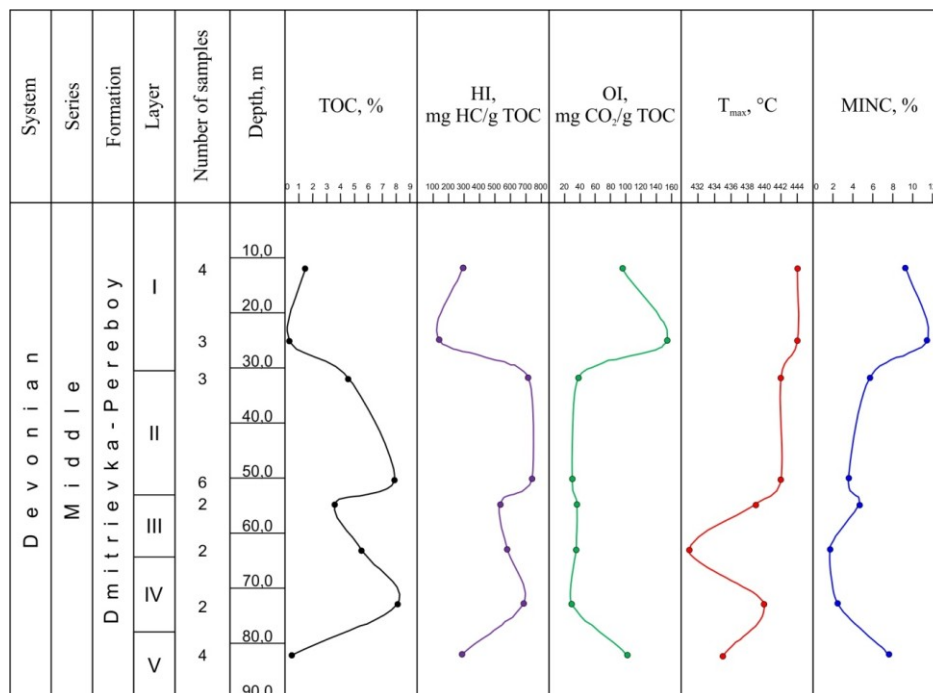 System
Series
Formation
Layer
Number of samples
Depth, m
TOC, %
HI,
mg HC/g TOC
OI,
mg CO₂/g TOC
Tmax, °C
MINC, %
0 1 2 3 4 5 6 7 8 9
100 200 300 400 500 600 700 800
20 40 60 80 100 120 140 160
432 434 436 438 440 442 444
0 2 4 6 8 10 12
Devonian
Middle
Dmitrievka-Pereboy
I
II
III
IV
V
4
3
3
6
2
2
2
4
10,0
20,0
30,0
40,0
50,0
60,0
70,0
80,0
90,0